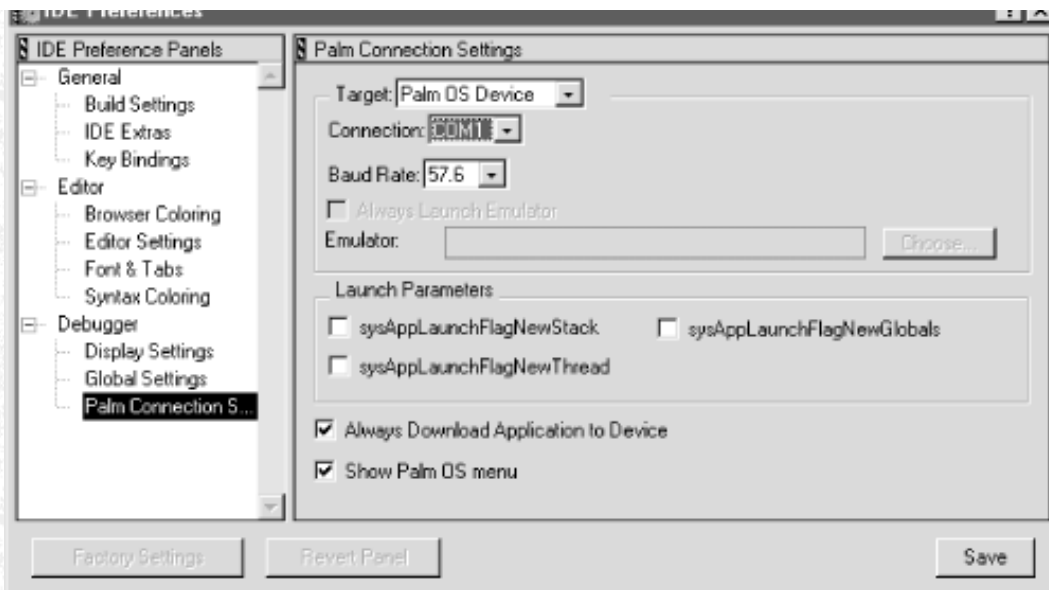 IDE Preferences
IDE Preference Panels
General
Build Settings
IDE Extras
Key Bindings
Editor
Browser Coloring
Editor Settings
Font & Tabs
Syntax Coloring
Debugger
Display Settings
Global Settings
Palm Connection S...
Palm Connection Settings
Target: Palm OS Device
Connection: COM1
Baud Rate: 57.6
Always Launch Emulator
Emulator: Choose...
Launch Parameters
sysAppLaunchFlagNewStack sysAppLaunchFlagNewGlobals
sysAppLaunchFlagNewThread
Always Download Application to Device
Show Palm OS menu
Factory Settings Revert Panel Save